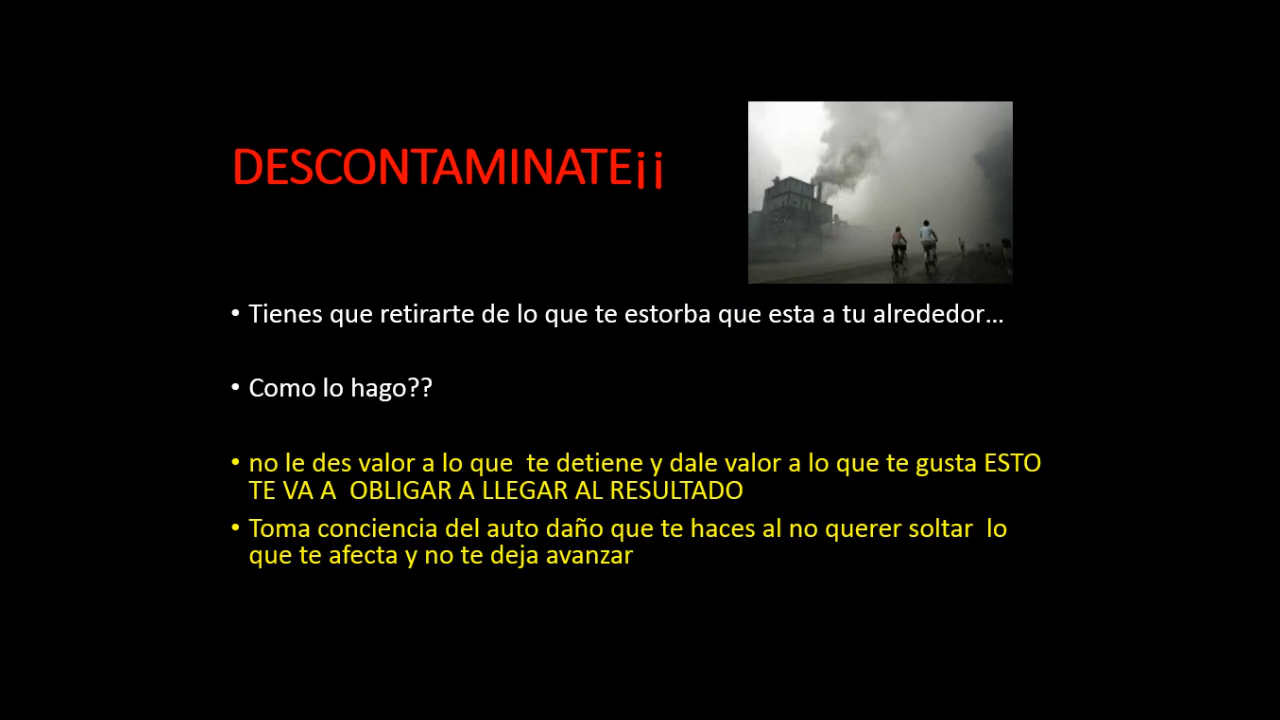 DESCONTAMINATE¡¡
• Tienes que retirarte de lo que te estorba que esta a tu alrededor...
• Como lo hago??
• no le des valor a lo que  te detiene y dale valor a lo que te gusta ESTO
TE VA A  OBLIGAR A LLEGAR AL RESULTADO
• Toma conciencia del auto daño que te haces al no querer soltar  lo
que te afecta y no te deja avanzar